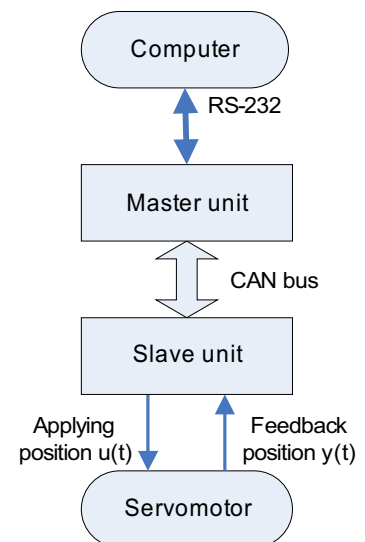 Computer
RS-232
Master unit
CAN bus
Slave unit
Applying
position u(t)
Feedback
position y(t)
Servomotor